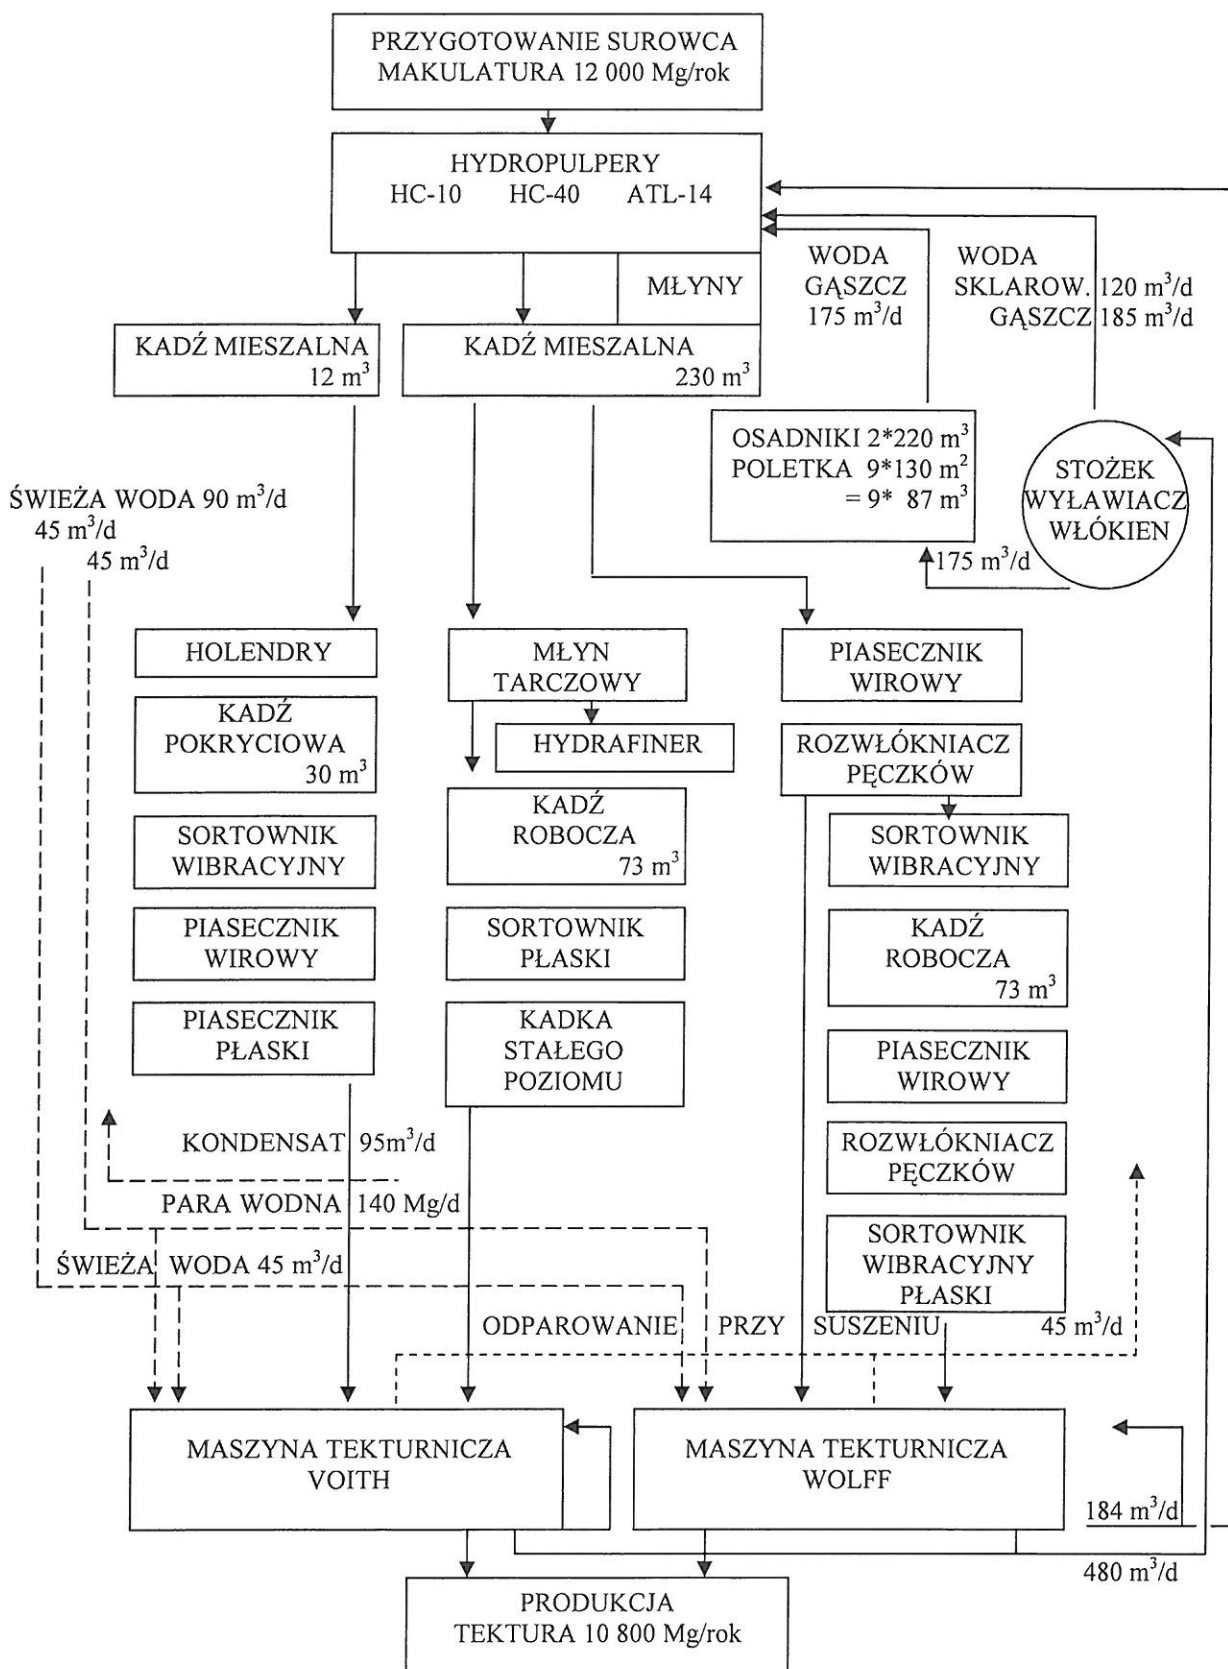 PRZYGOTOWANIE SUROWCA
MAKULATURA 12 000 Mg/rok
HYDROPULPERY
HC-10 HC-40 ATL-14
MŁYNY
WODA
GĄSZCZ
175 m³/d
WODA
SKLAROW. 120 m³/d
GĄSZCZ 185 m³/d
KADŹ MIESZALNA
12 m³
KADŹ MIESZALNA
230 m³
OSADNIKI 2*220 m³
POLETKA 9*130 m²
= 9* 87 m³
STOŻEK
WYŁAWIACZ
WŁÓKIEN
175 m³/d
ŚWIEŻA WODA 90 m³/d
45 m³/d
45 m³/d
HOLENDRY
KADŹ
POKRYCIOWA
30 m³
SORTOWNIK
WIBRACYJNY
PIASECZNIK
WIROWY
PIASECZNIK
PŁASKI
MŁYN
TARCZOWY
HYDRAFINER
KADŹ
ROBOCZA
73 m³
SORTOWNIK
PŁASKI
KADKA
STAŁEGO
POZIOMU
PIASECZNIK
WIROWY
ROZWŁÓKNIACZ
PĘCZKÓW
SORTOWNIK
WIBRACYJNY
KADŹ
ROBOCZA
73 m³
PIASECZNIK
WIROWY
ROZWŁÓKNIACZ
PĘCZKÓW
SORTOWNIK
WIBRACYJNY
PŁASKI
KONDENSAT 95m³/d
PARA WODNA 140 Mg/d
ŚWIEŻA WODA 45 m³/d
ODPAROWANIE PRZY SUSZENIU 45 m³/d
MASZYNA TEKTURNICZA
VOITH
MASZYNA TEKTURNICZA
WOLFF
184 m³/d
480 m³/d
PRODUKCJA
TEKTURA 10 800 Mg/rok